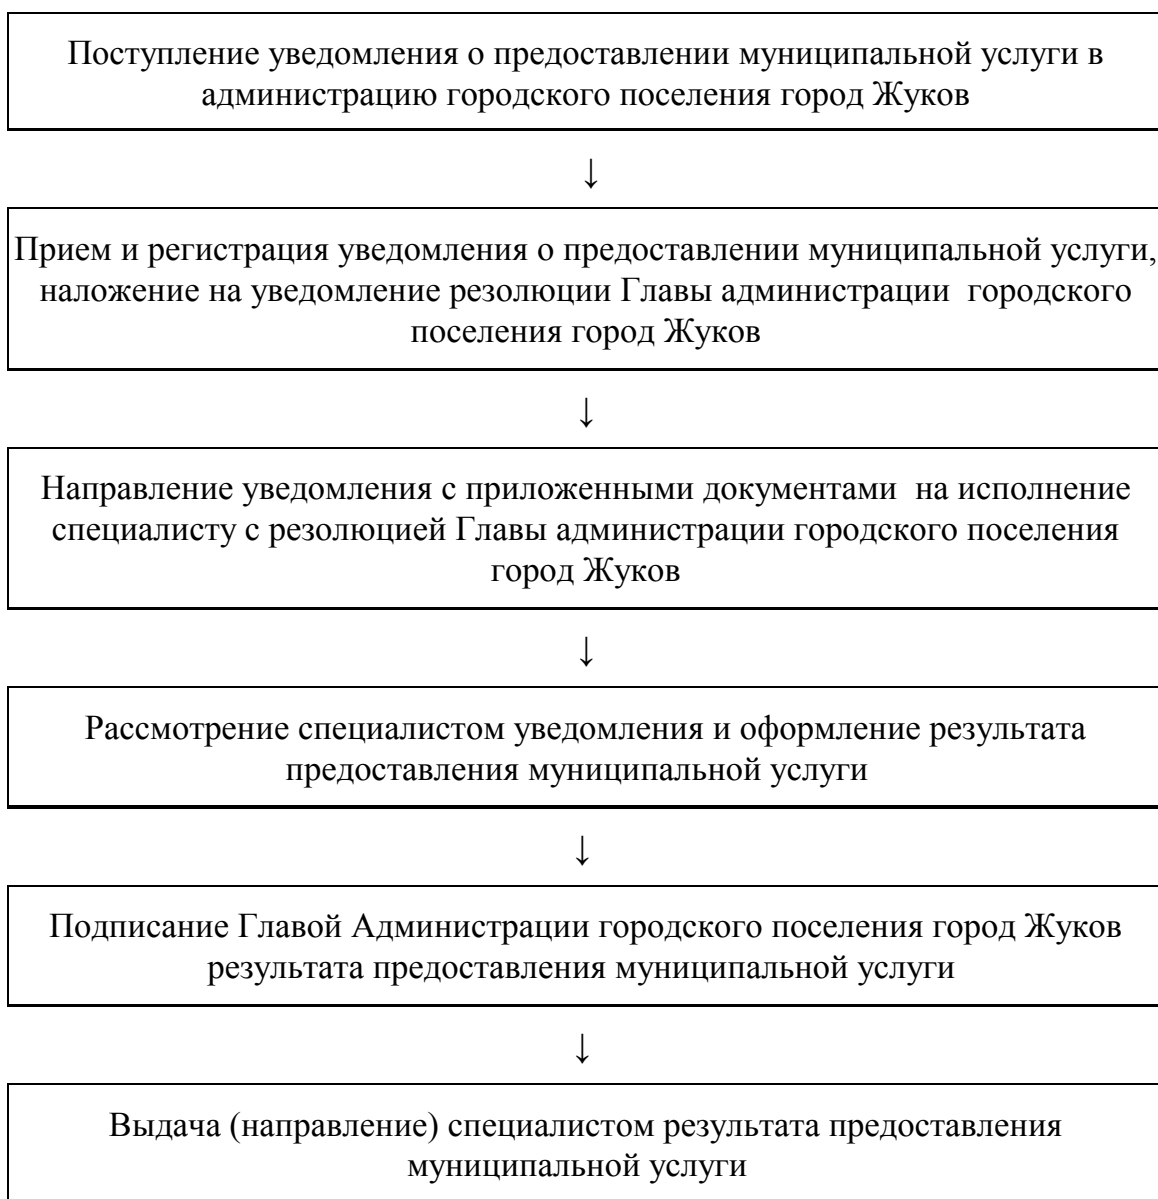 Поступление уведомления о предоставлении муниципальной услуги в
администрацию городского поселения город Жуков
↓
Прием и регистрация уведомления о предоставлении муниципальной услуги,
наложение на уведомление резолюции Главы администрации  городского
поселения город Жуков
↓
Направление уведомления с приложенными документами  на исполнение
специалисту с резолюцией Главы администрации городского поселения
город Жуков
↓
Рассмотрение специалистом уведомления и оформление результата
предоставления муниципальной услуги
↓
Подписание Главой Администрации городского поселения город Жуков
результата предоставления муниципальной услуги
↓
Выдача (направление) специалистом результата предоставления
муниципальной услуги